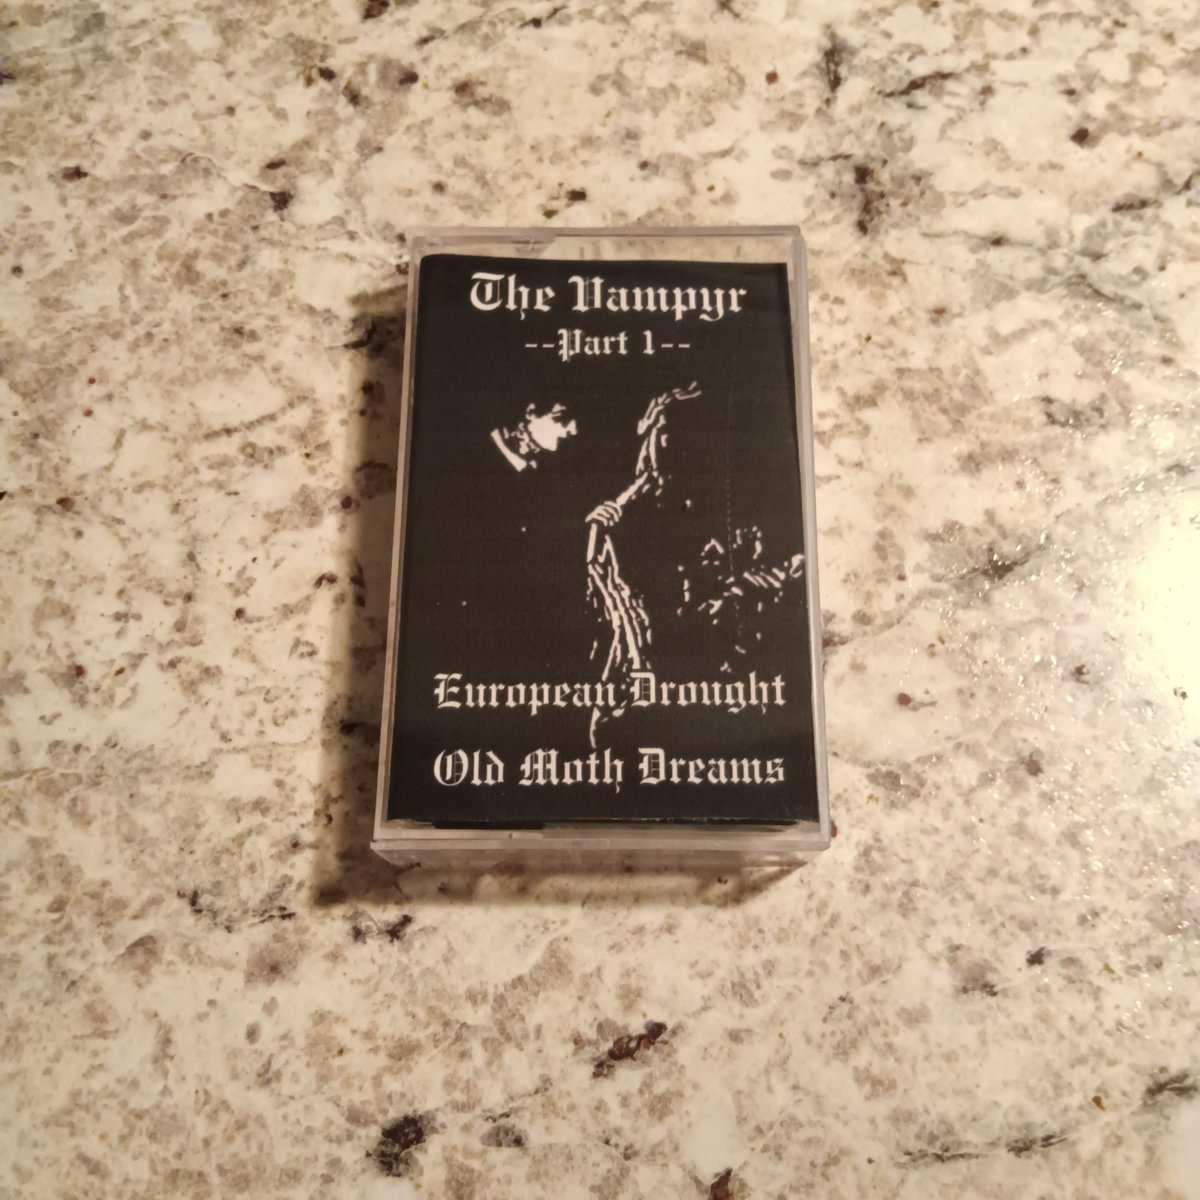 The Vampyr
--Part 1--
European Drought
Old Moth Dreams